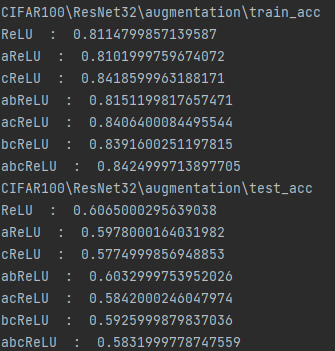 CIFAR100\ResNet32\augmentation\train_acc
ReLU  :  0.8114799857139587
aReLU  :  0.8101999759674072
cReLU  :  0.8418599963188171
abReLU  :  0.8151199817657471
acReLU  :  0.8406400084495544
bcReLU  :  0.8391600251197815
abcReLU  :  0.8424999713897705
CIFAR100\ResNet32\augmentation\test_acc
ReLU  :  0.6065000295639038
aReLU  :  0.5978000164031982
cReLU  :  0.5774999856948853
abReLU  :  0.6032999753952026
acReLU  :  0.5842000246047974
bcReLU  :  0.5925999879837036
abcReLU  :  0.5831999778747559